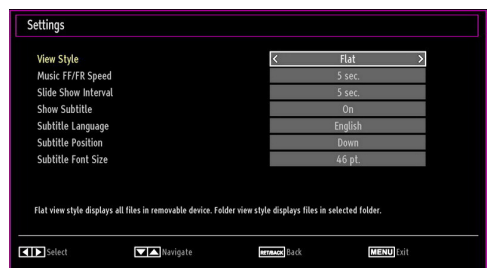 Settings
View Style < Flat >
Music FF/FR Speed 5 sec.
Slide Show Interval 5 sec.
Show Subtitle On
Subtitle Language English
Subtitle Position Down
Subtitle Font Size 46 pt.
Flat view style displays all files in removable device. Folder view style displays files in selected folder.
Select Navigate RET/BACK Back MENU Exit